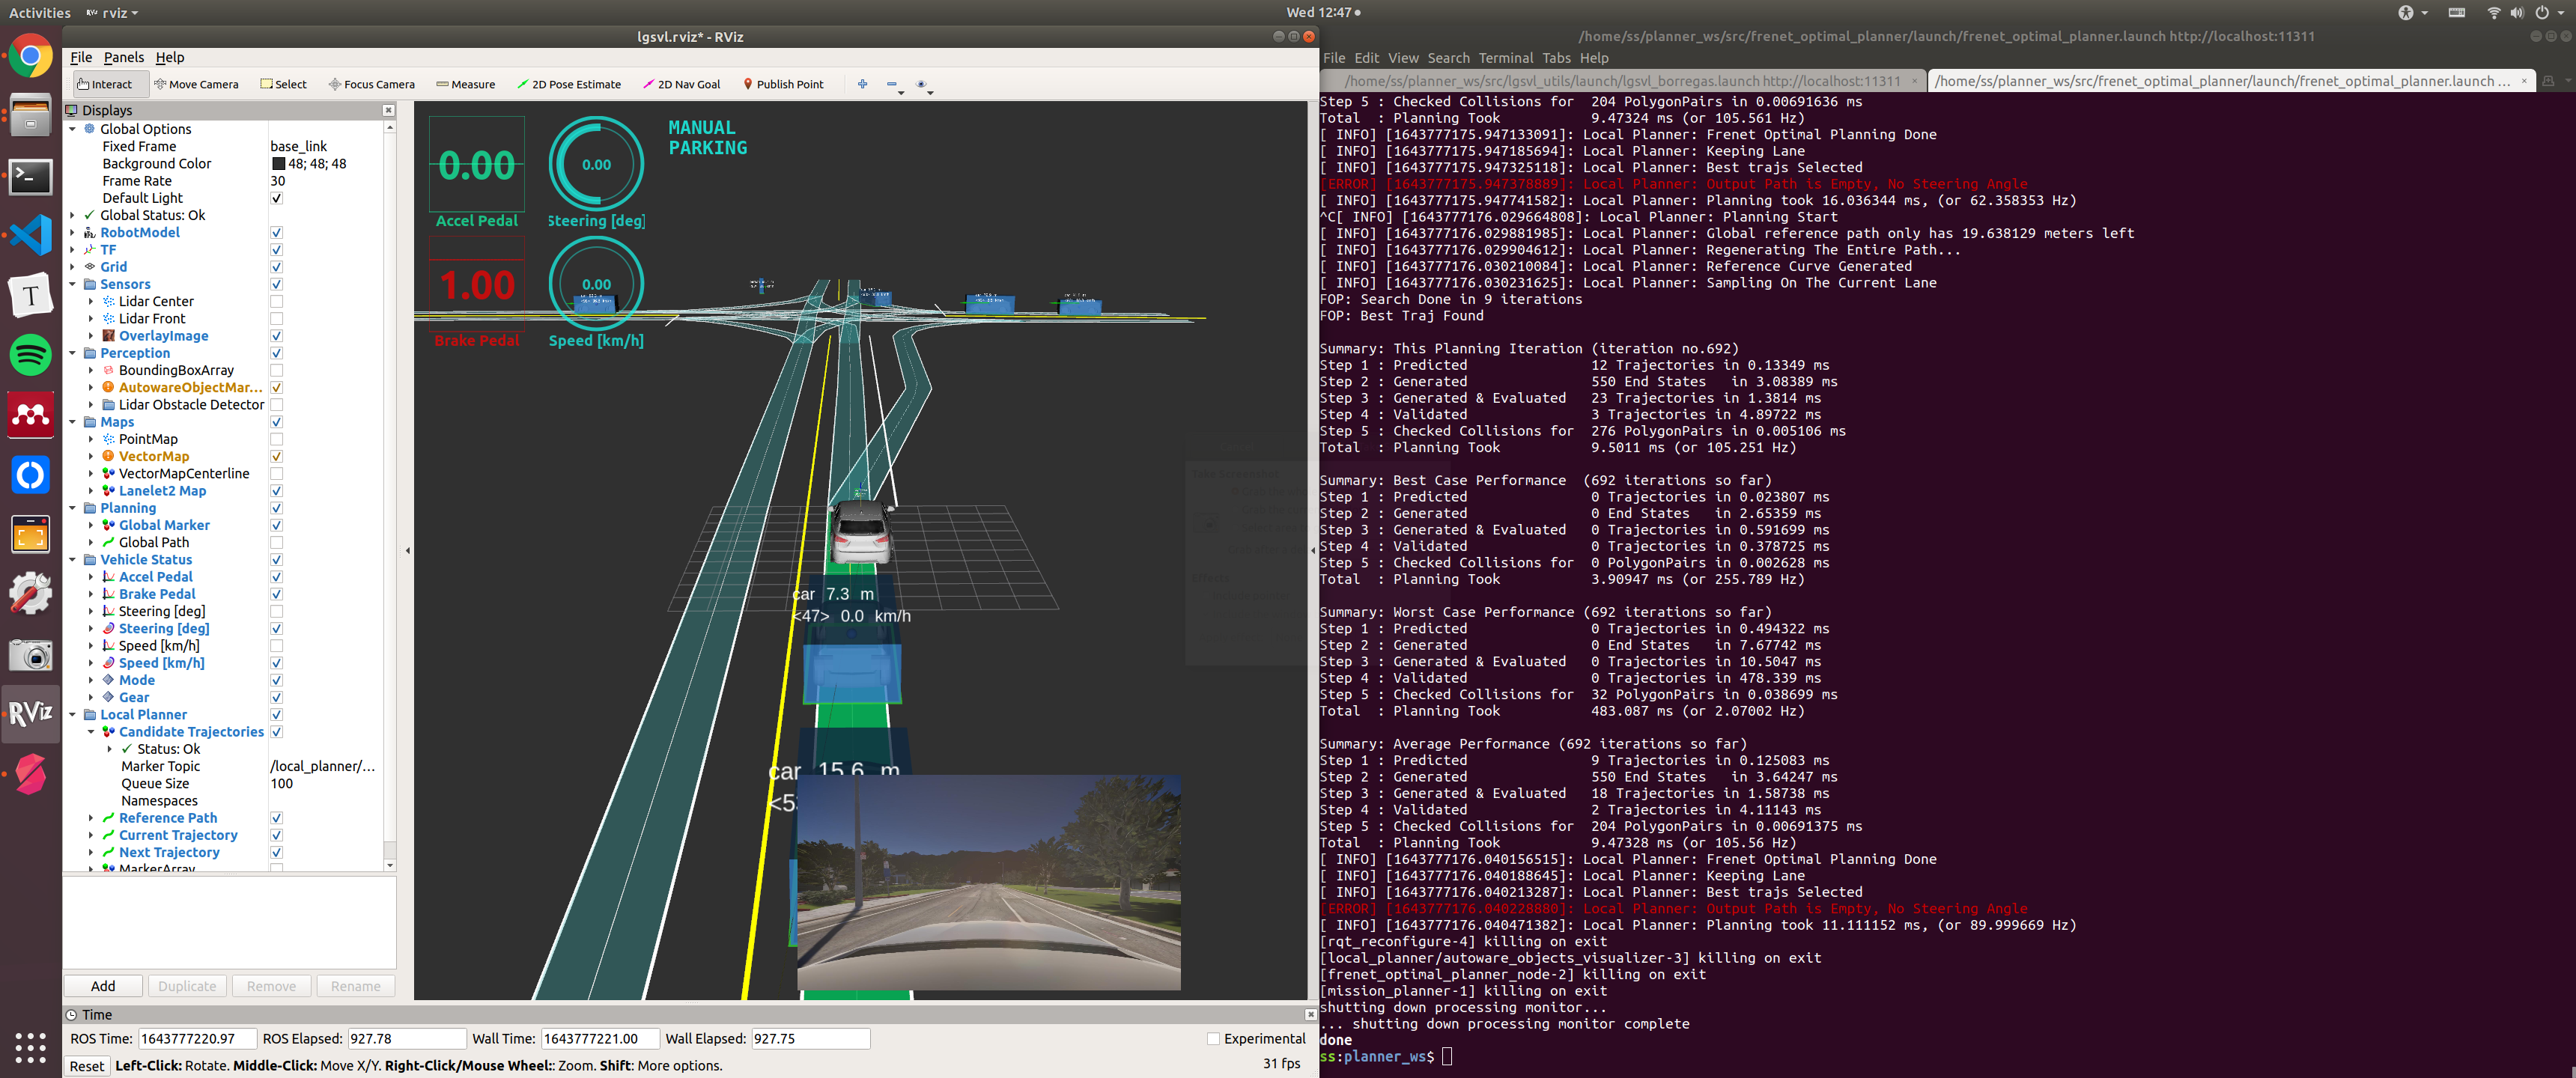 Activities
rviz
Wed 12:47
lgsvl.rviz* - RViz
File Panels Help
Interact
Move Camera
Select
Focus Camera
Measure
2D Pose Estimate
2D Nav Goal
Publish Point
Displays
Global Options
Fixed Frame base_link
Background Color 48; 48; 48
Frame Rate 30
Default Light
Global Status: Ok
RobotModel
TF
Grid
Sensors
Lidar Center
Lidar Front
OverlayImage
Perception
BoundingBoxArray
AutowareObjectMar...
Lidar Obstacle Detector
Maps
PointMap
VectorMap
VectorMapCenterline
Lanelet2 Map
Planning
Global Marker
Global Path
Vehicle Status
Accel Pedal
Brake Pedal
Steering [deg]
Steering [deg]
Speed [km/h]
Speed [km/h]
Mode
Gear
Local Planner
Candidate Trajectories
Status: Ok
Marker Topic /local_planner/...
Queue Size 100
Namespaces
Reference Path
Current Trajectory
Next Trajectory
MarkerArray
Add Duplicate Remove Rename
0.00
Accel Pedal
0.00
Steering [deg]
MANUAL
PARKING
1.00
Brake Pedal
0.00
Speed [km/h]
car 7.3 m
<47> 0.0 km/h
car 15.6 m
<5
Time
ROS Time: 1643777220.97 ROS Elapsed: 927.78 Wall Time: 1643777221.00 Wall Elapsed: 927.75 Experimental
Reset Left-Click: Rotate. Middle-Click: Move X/Y. Right-Click/Mouse Wheel:: Zoom. Shift: More options. 31 fps
/home/ss/planner_ws/src/frenet_optimal_planner/launch/frenet_optimal_planner.launch http://localhost:11311
File Edit View Search Terminal Tabs Help
/home/ss/planner_ws/src/lgsvl_utils/launch/lgsvl_borregas.launch http://localhost:11311
/home/ss/planner_ws/src/frenet_optimal_planner/launch/frenet_optimal_planner.launch ...
Step 5 : Checked Collisions for 204 PolygonPairs in 0.00691636 ms
Total : Planning Took 9.47324 ms (or 105.561 Hz)
[ INFO] [1643777175.947133091]: Local Planner: Frenet Optimal Planning Done
[ INFO] [1643777175.947185694]: Local Planner: Keeping Lane
[ INFO] [1643777175.947325118]: Local Planner: Best trajs Selected
[ERROR] [1643777175.947378889]: Local Planner: Output Path is Empty, No Steering Angle
[ INFO] [1643777175.947741582]: Local Planner: Planning took 16.036344 ms, (or 62.358353 Hz)
^C[ INFO] [1643777176.029664808]: Local Planner: Planning Start
[ INFO] [1643777176.029881985]: Local Planner: Global reference path only has 19.638129 meters left
[ INFO] [1643777176.029904612]: Local Planner: Regenerating The Entire Path...
[ INFO] [1643777176.030210084]: Local Planner: Reference Curve Generated
[ INFO] [1643777176.030231625]: Local Planner: Sampling On The Current Lane
FOP: Search Done in 9 iterations
FOP: Best Traj Found
Summary: This Planning Iteration (iteration no.692)
Step 1 : Predicted 12 Trajectories in 0.13349 ms
Step 2 : Generated 550 End States in 3.08389 ms
Step 3 : Generated & Evaluated 23 Trajectories in 1.3814 ms
Step 4 : Validated 3 Trajectories in 4.89722 ms
Step 5 : Checked Collisions for 276 PolygonPairs in 0.005106 ms
Total : Planning Took 9.5011 ms (or 105.251 Hz)
Summary: Best Case Performance (692 iterations so far)
Step 1 : Predicted 0 Trajectories in 0.023807 ms
Step 2 : Generated 0 End States in 2.65359 ms
Step 3 : Generated & Evaluated 0 Trajectories in 0.591699 ms
Step 4 : Validated 0 Trajectories in 0.378725 ms
Step 5 : Checked Collisions for 0 PolygonPairs in 0.002628 ms
Total : Planning Took 3.90947 ms (or 255.789 Hz)
Summary: Worst Case Performance (692 iterations so far)
Step 1 : Predicted 0 Trajectories in 0.494322 ms
Step 2 : Generated 0 End States in 7.67742 ms
Step 3 : Generated & Evaluated 0 Trajectories in 10.5047 ms
Step 4 : Validated 0 Trajectories in 478.339 ms
Step 5 : Checked Collisions for 32 PolygonPairs in 0.038699 ms
Total : Planning Took 483.087 ms (or 2.07002 Hz)
Summary: Average Performance (692 iterations so far)
Step 1 : Predicted 9 Trajectories in 0.125083 ms
Step 2 : Generated 550 End States in 3.64247 ms
Step 3 : Generated & Evaluated 18 Trajectories in 1.58738 ms
Step 4 : Validated 2 Trajectories in 4.11143 ms
Step 5 : Checked Collisions for 204 PolygonPairs in 0.00691375 ms
Total : Planning Took 9.47328 ms (or 105.56 Hz)
[ INFO] [1643777176.040156515]: Local Planner: Frenet Optimal Planning Done
[ INFO] [1643777176.040188645]: Local Planner: Keeping Lane
[ INFO] [1643777176.040213287]: Local Planner: Best trajs Selected
[ERROR] [1643777176.040228880]: Local Planner: Output Path is Empty, No Steering Angle
[ INFO] [1643777176.040471382]: Local Planner: Planning took 11.111152 ms, (or 89.999669 Hz)
[rqt_reconfigure-4] killing on exit
[local_planner/autoware_objects_visualizer-3] killing on exit
[frenet_optimal_planner_node-2] killing on exit
[mission_planner-1] killing on exit
shutting down processing monitor...
... shutting down processing monitor complete
done
ss:planner_ws$